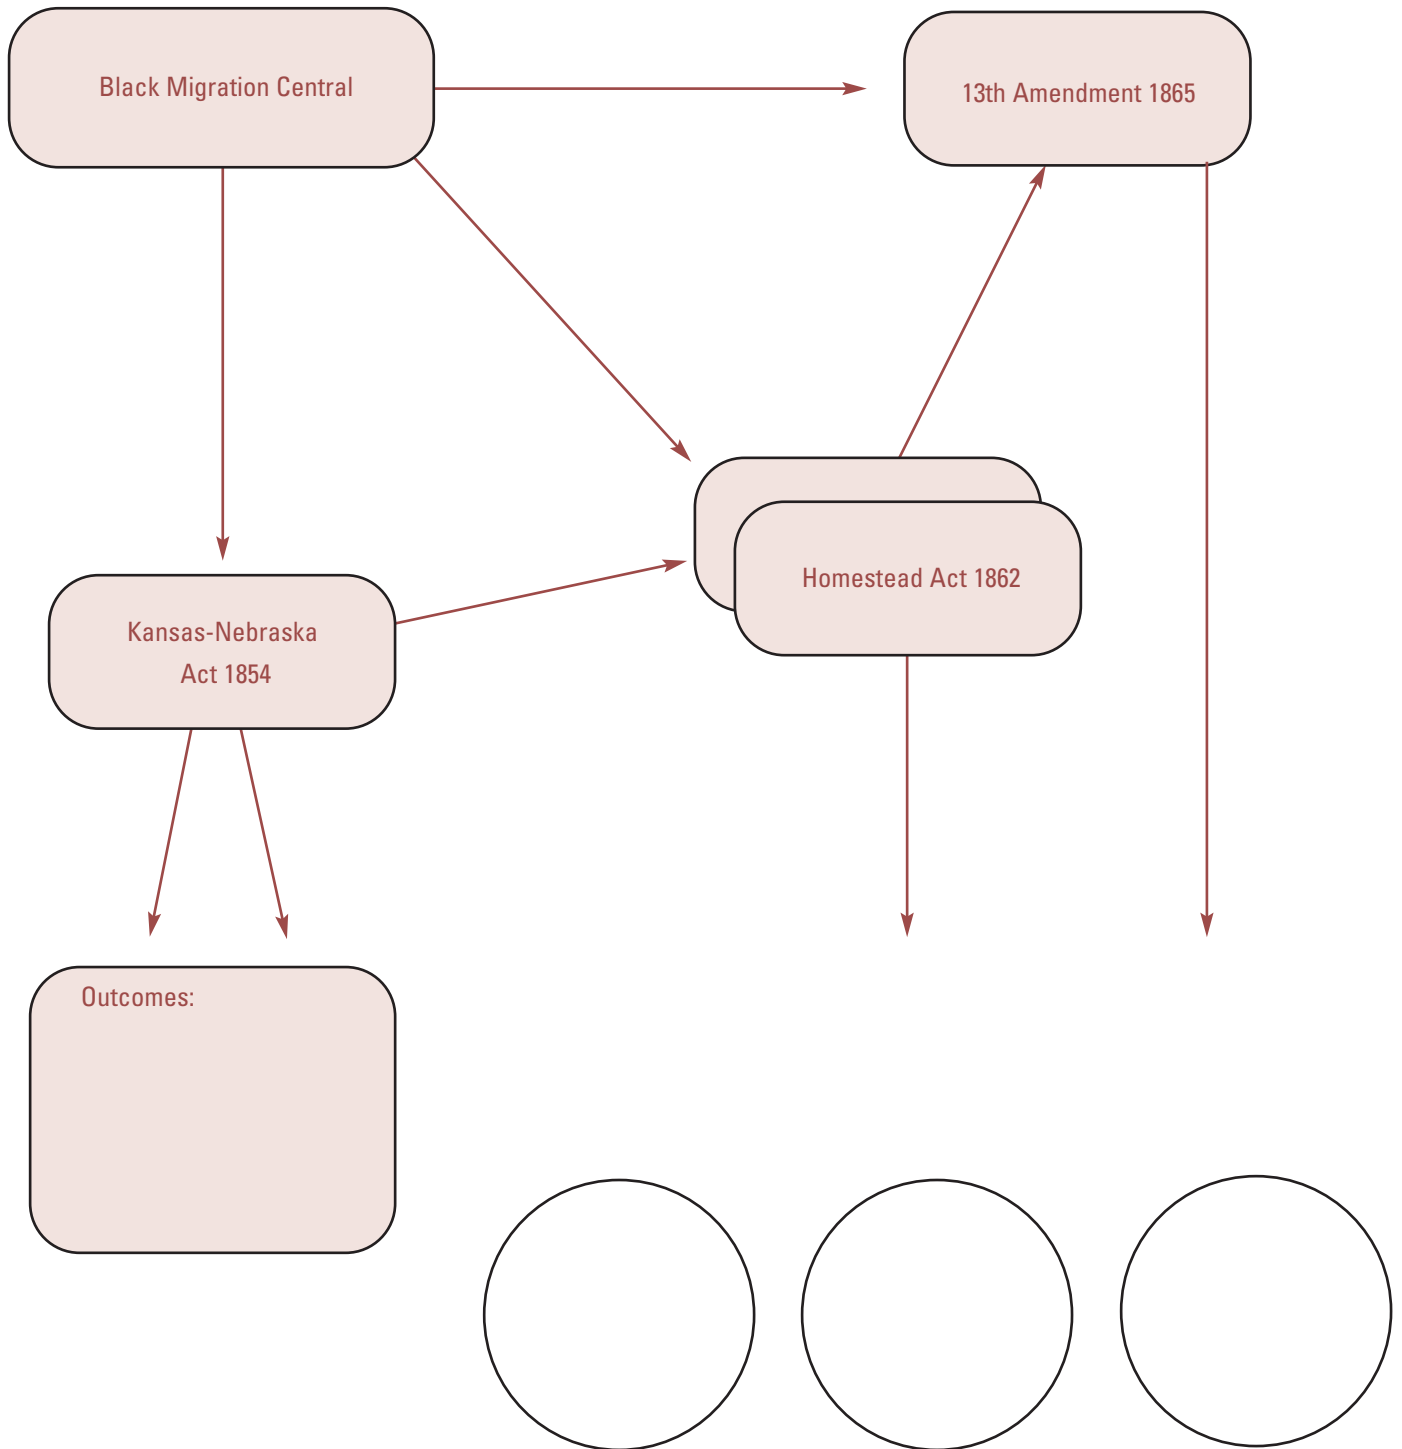 Black Migration Central
13th Amendment 1865
Homestead Act 1862
Kansas-Nebraska
Act 1854
Outcomes: